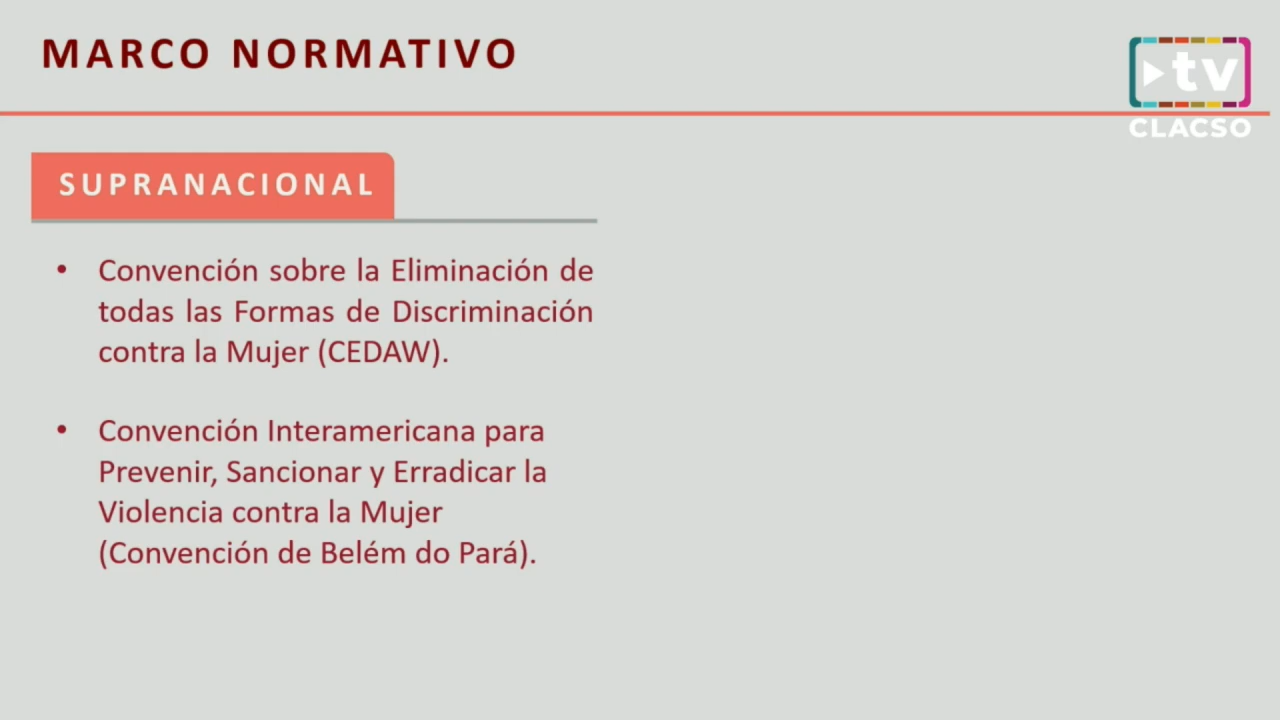 MARCO NORMATIVO
tv
CLACSO
SUPRANACIONAL
• Convención sobre la Eliminación de
todas las Formas de Discriminación
contra la Mujer (CEDAW).
• Convención Interamericana para
Prevenir, Sancionar y Erradicar la
Violencia contra la Mujer
(Convención de Belém do Pará).